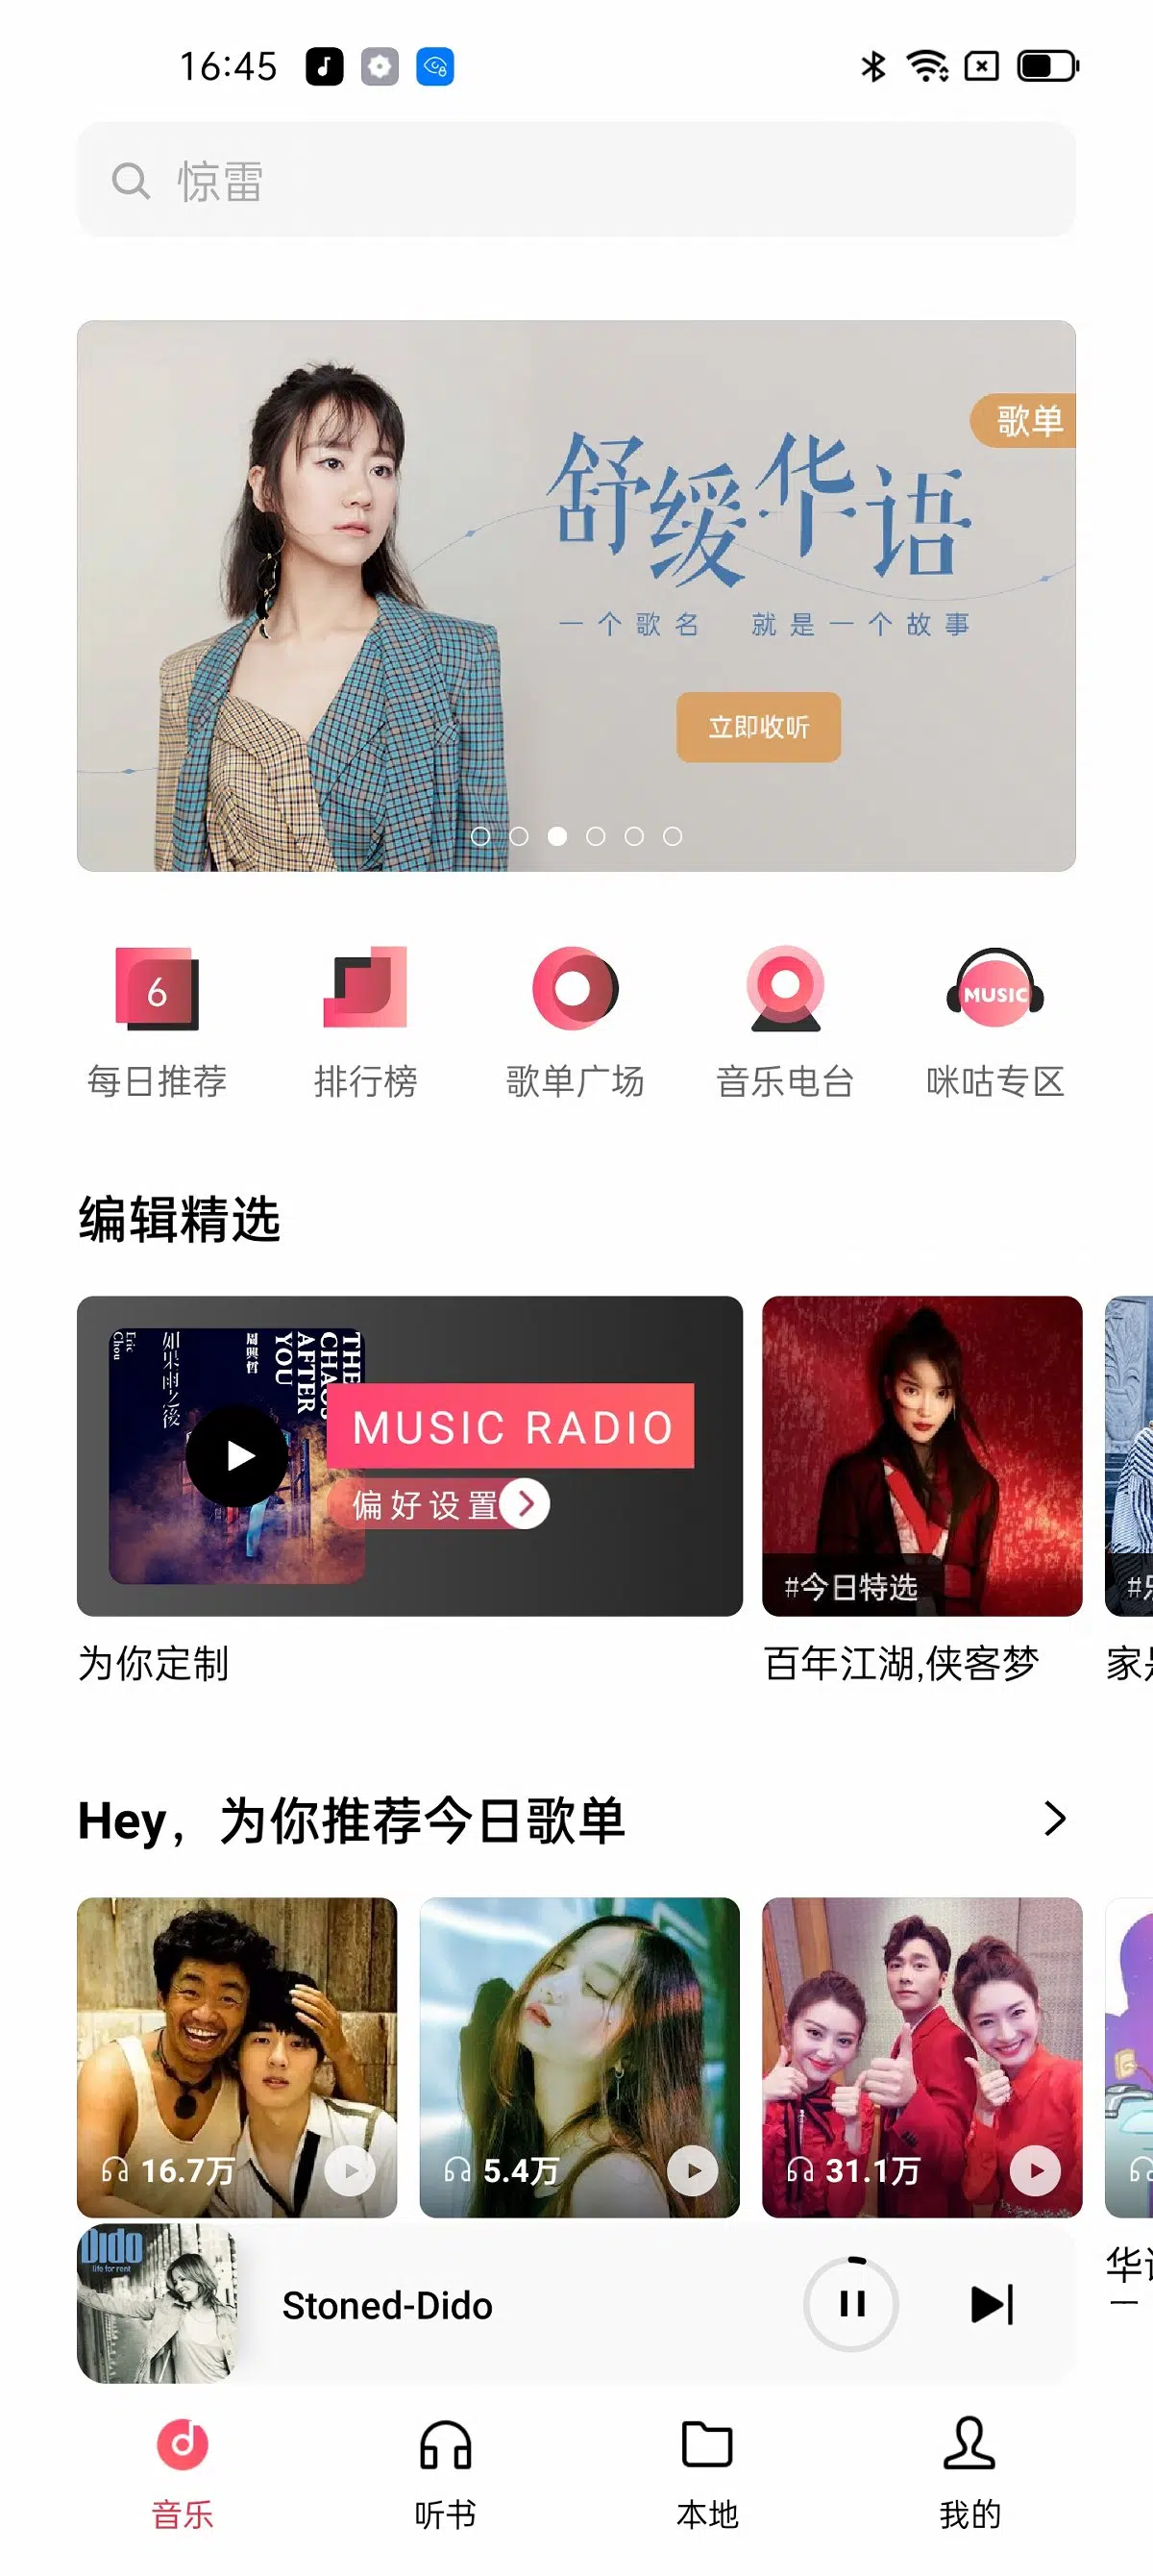 16:45
惊雷
歌单
舒缓华语
一个歌名 就是一个故事
立即收听
6
MUSIC
每日推荐
排行榜
歌单广场
音乐电台
咪咕专区
编辑精选
Eric Chou
如果雨之後
周興哲
THE CHAOS AFTER YOU
MUSIC RADIO
偏好设置
#今日特选
#
为你定制
百年江湖,侠客梦
家是
Hey，为你推荐今日歌单
16.7万
5.4万
31.1万
Dido
life for rent
Stoned-Dido
华语
一
音乐
听书
本地
我的